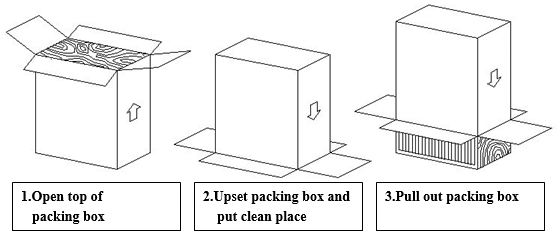 1.Open top of
packing box
2.Upset packing box and
put clean place
3.Pull out packing box